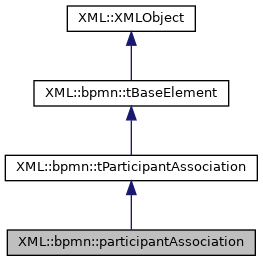 XML::XMLObject
XML::bpmn::tBaseElement
XML::bpmn::tParticipantAssociation
XML::bpmn::participantAssociation